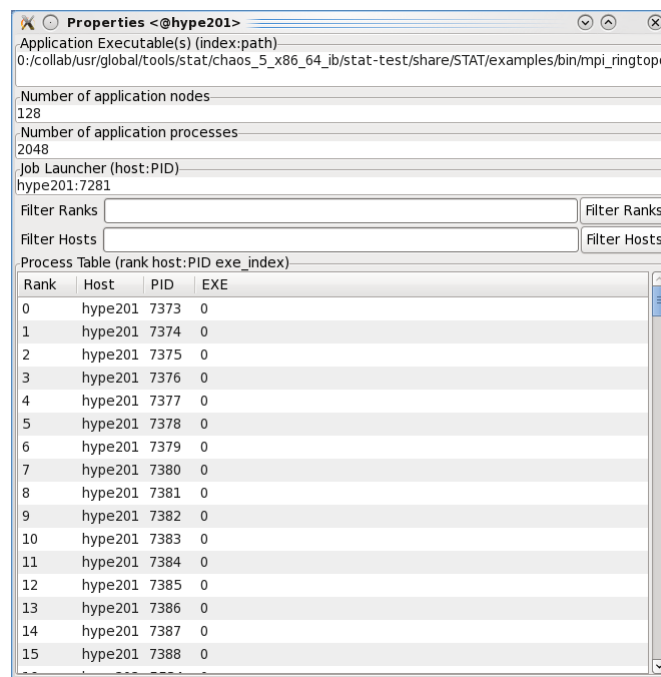 Properties <@hype201>
Application Executable(s) (index:path)
0:/collab/usr/global/tools/stat/chaos_5_x86_64_ib/stat-test/share/STAT/examples/bin/mpi_ringtop
Number of application nodes
128
Number of application processes
2048
Job Launcher (host:PID)
hype201:7281
Filter Ranks Filter Ranks
Filter Hosts Filter Hosts
Process Table (rank host:PID exe_index)
Rank Host PID EXE
0 hype201 7373 0
1 hype201 7374 0
2 hype201 7375 0
3 hype201 7376 0
4 hype201 7377 0
5 hype201 7378 0
6 hype201 7379 0
7 hype201 7380 0
8 hype201 7381 0
9 hype201 7382 0
10 hype201 7383 0
11 hype201 7384 0
12 hype201 7385 0
13 hype201 7386 0
14 hype201 7387 0
15 hype201 7388 0